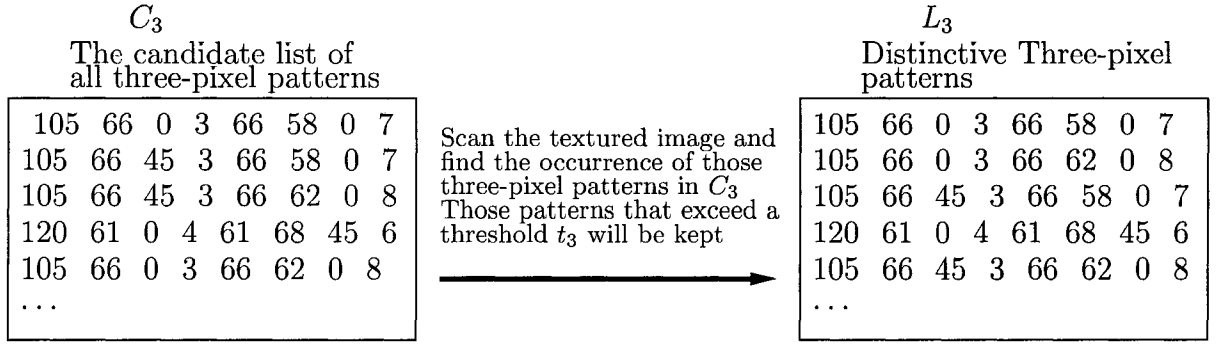 C₃
The candidate list of
all three-pixel patterns
105 66 0 3 66 58 0 7
105 66 45 3 66 58 0 7
105 66 45 3 66 62 0 8
120 61 0 4 61 68 45 6
105 66 0 3 66 62 0 8
...
Scan the textured image and
find the occurrence of those
three-pixel patterns in C₃
Those patterns that exceed a
threshold t₃ will be kept
L₃
Distinctive Three-pixel
patterns
105 66 0 3 66 58 0 7
105 66 0 3 66 62 0 8
105 66 45 3 66 58 0 7
120 61 0 4 61 68 45 6
105 66 45 3 66 62 0 8
...